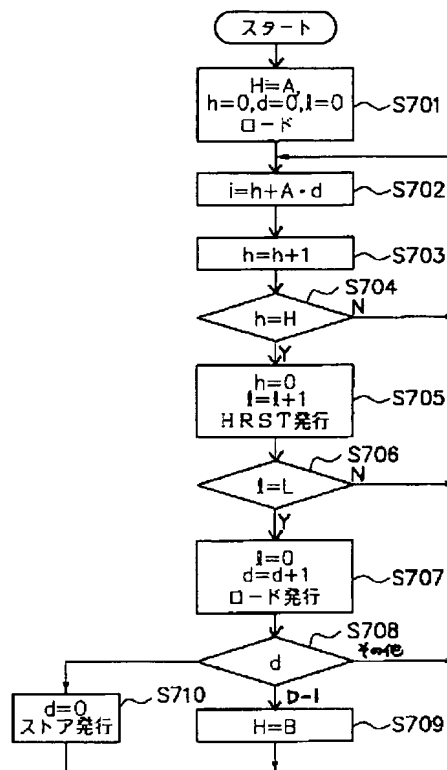 スタート
H=A,
h=0,d=0,l=0
ロード
S701
i=h+A・d
S702
h=h+1
S703
S704
h=H
N
Y
h=0
l=l+1
HRST発行
S705
S706
l=L
N
Y
l=0
d=d+1
ロード発行
S707
S708
d
その他
D-1
S710
d=0
ストア発行
H=B
S709